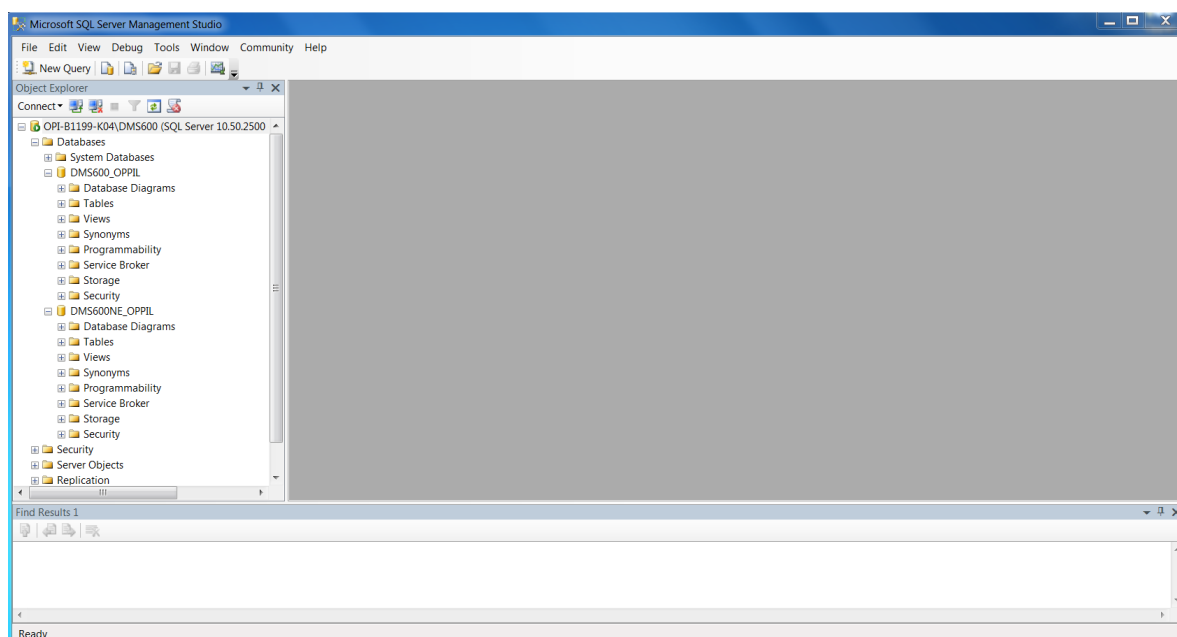 Microsoft SQL Server Management Studio
File Edit View Debug Tools Window Community Help
New Query
Object Explorer
Connect
OPI-B1199-K04\DMS600 (SQL Server 10.50.2500
Databases
System Databases
DMS600_OPPIL
Database Diagrams
Tables
Views
Synonyms
Programmability
Service Broker
Storage
Security
DMS600NE_OPPIL
Database Diagrams
Tables
Views
Synonyms
Programmability
Service Broker
Storage
Security
Security
Server Objects
Replication
Find Results 1
Ready